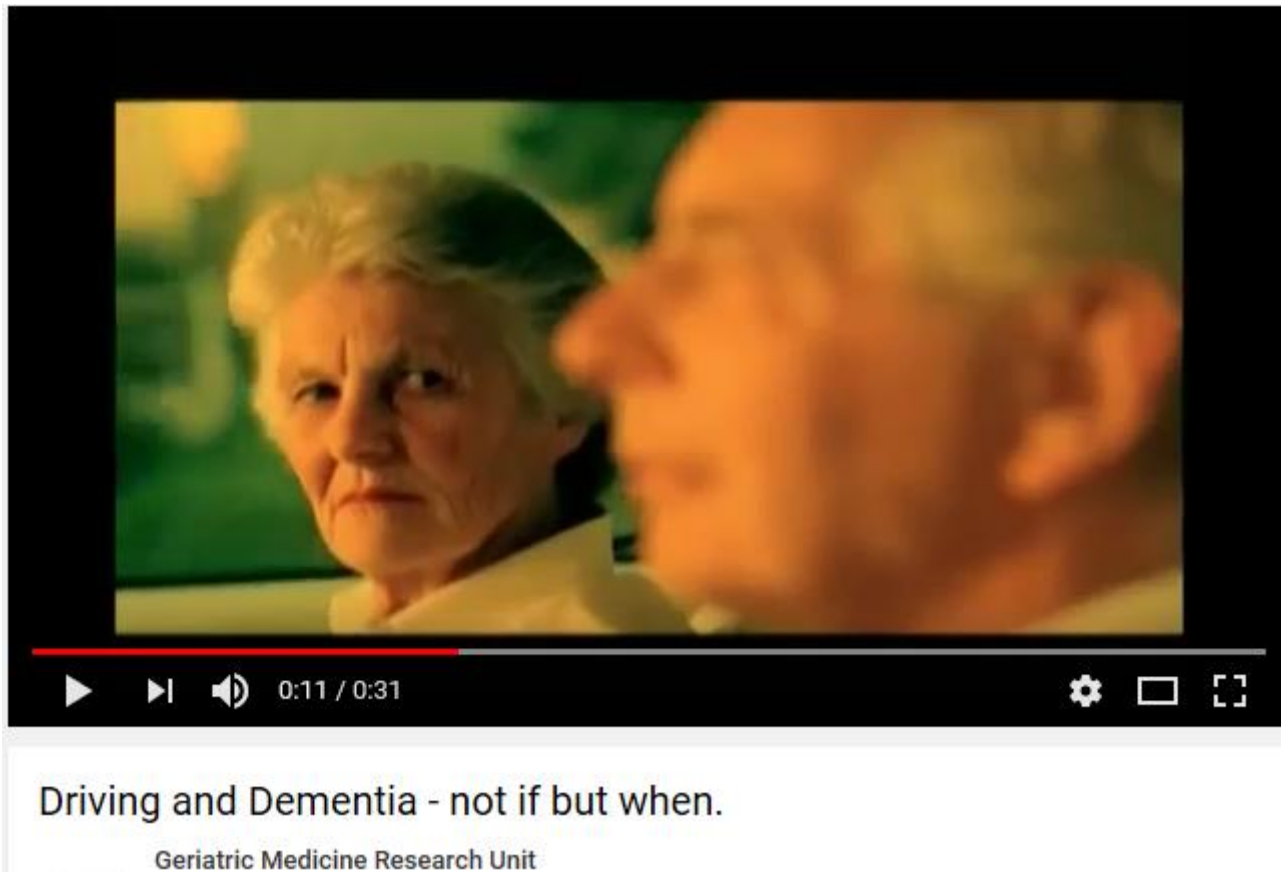 0:11 / 0:31
Driving and Dementia - not if but when.
Geriatric Medicine Research Unit